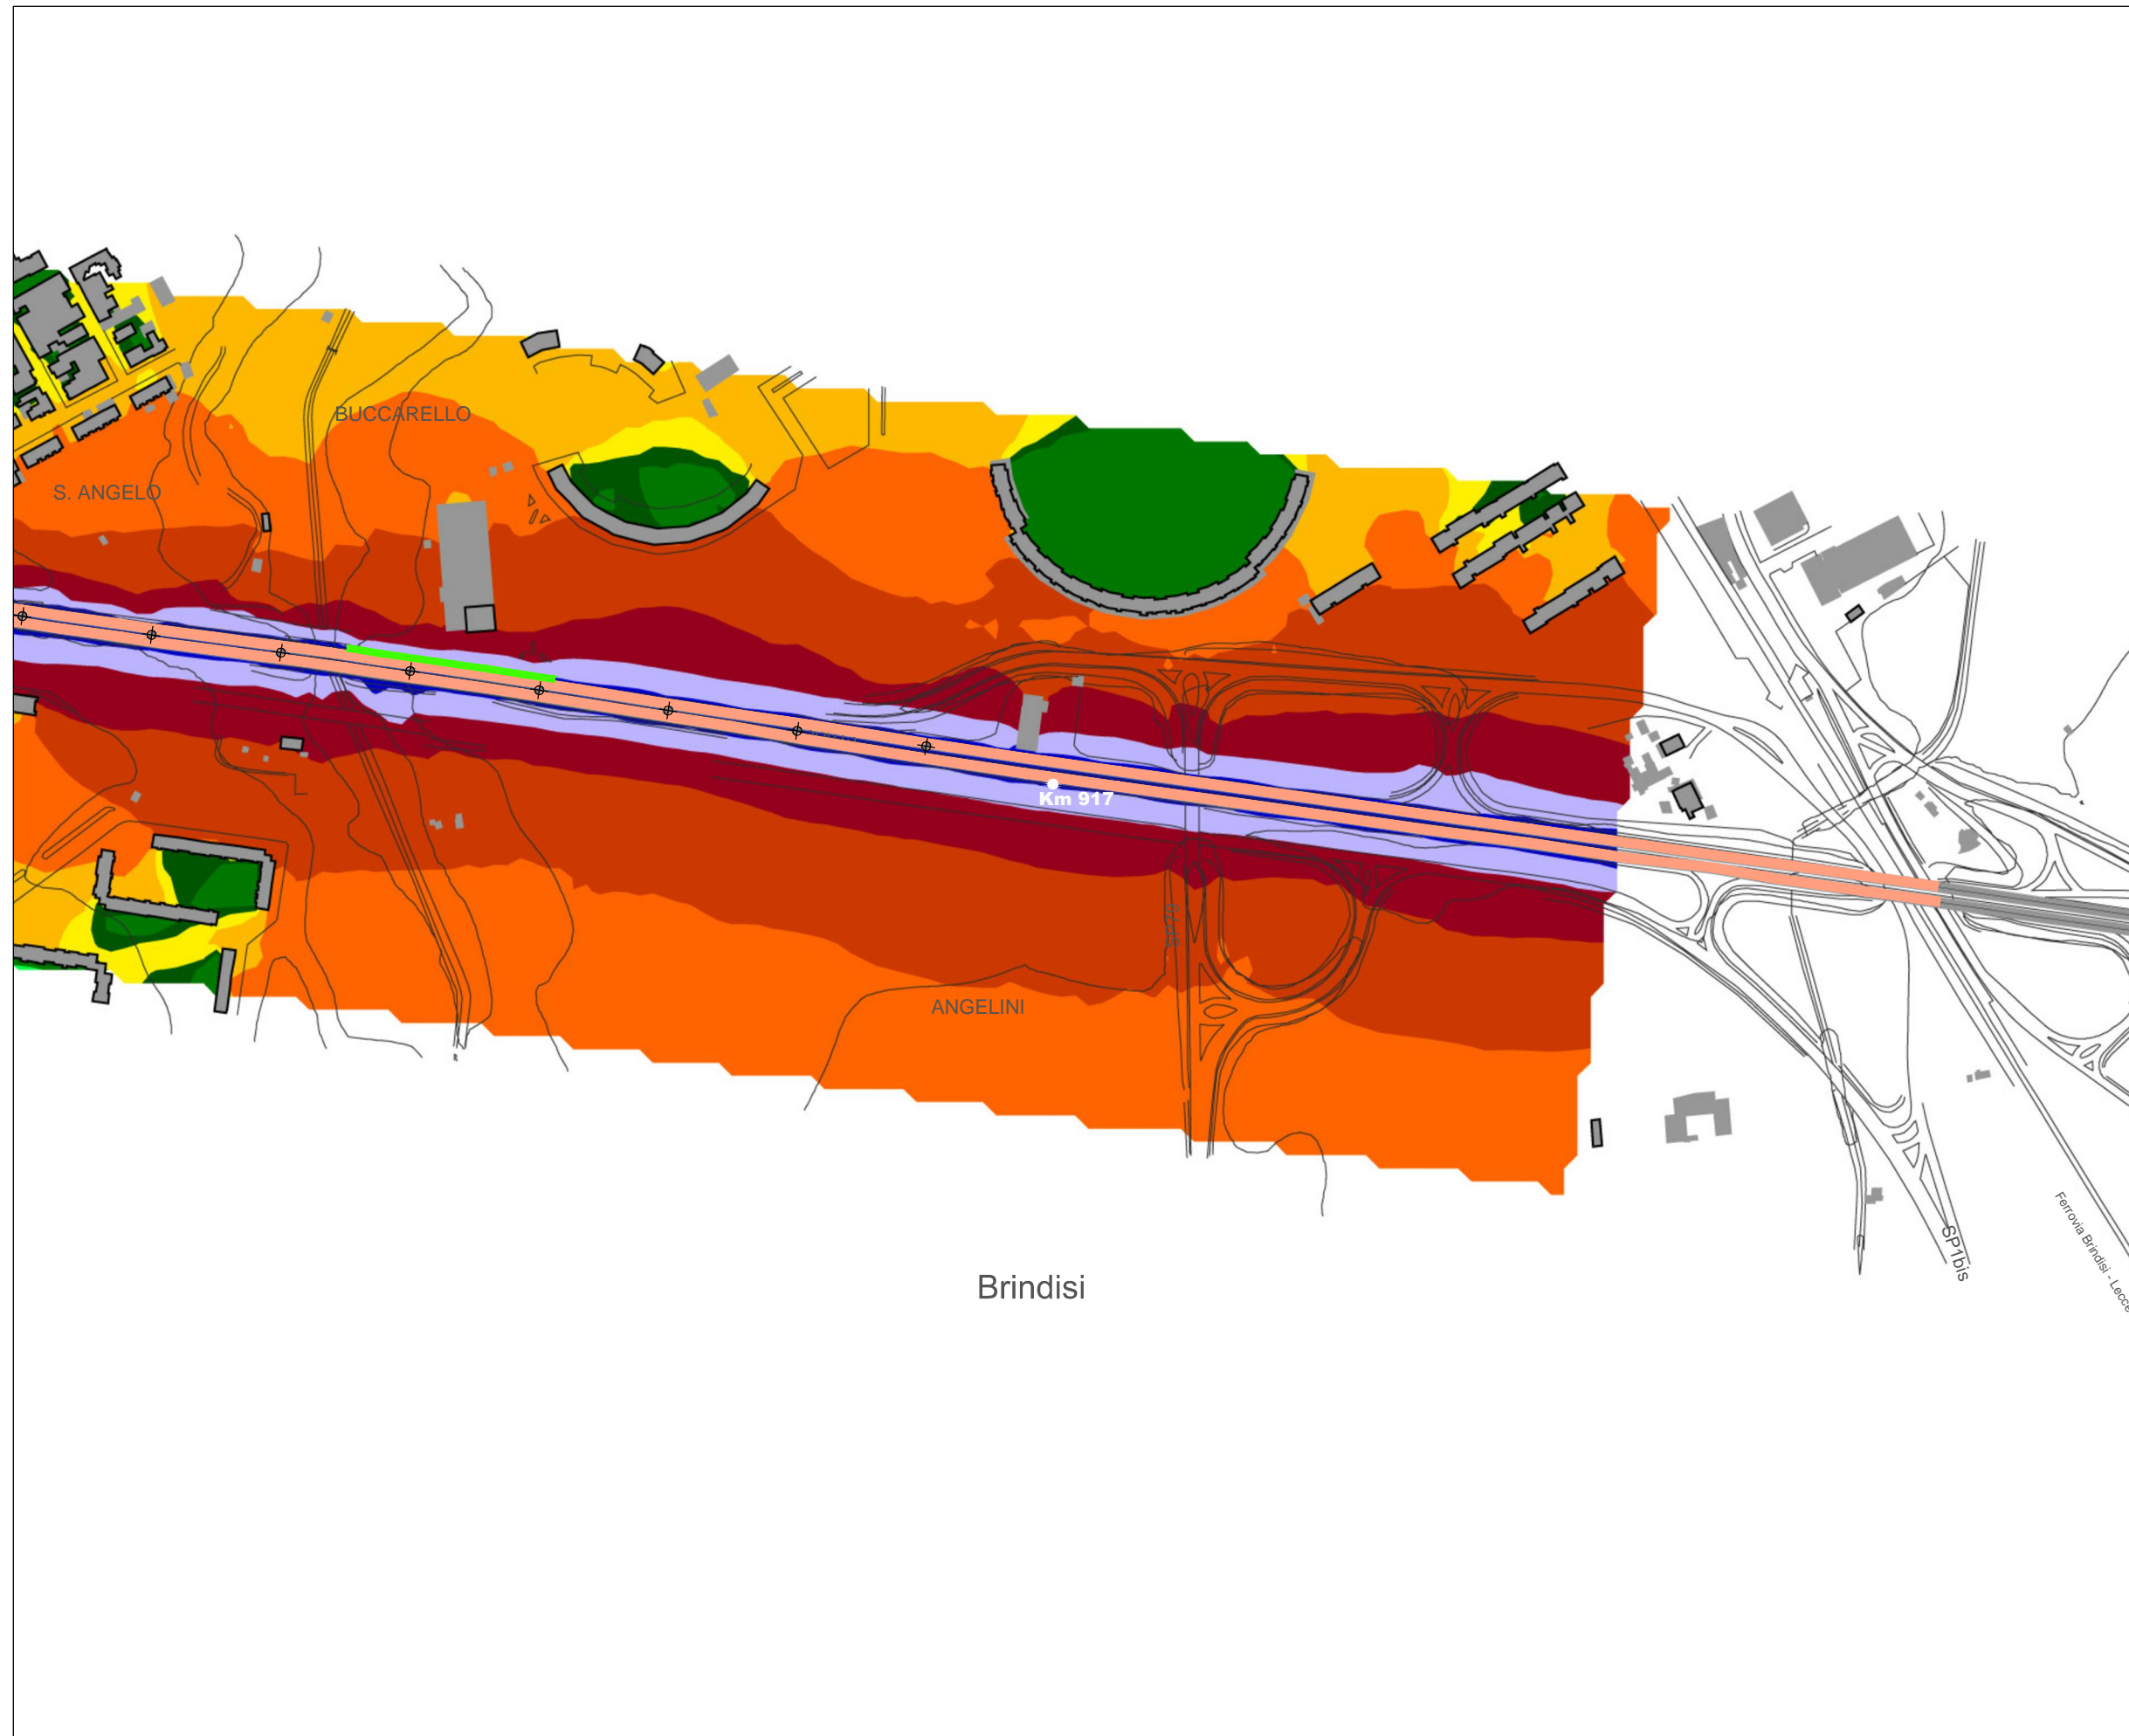 BUCCARELLO
S. ANGELO
Km 917
ANGELINI
Brindisi
SP1bis
Ferrovia Brindisi - Lecce